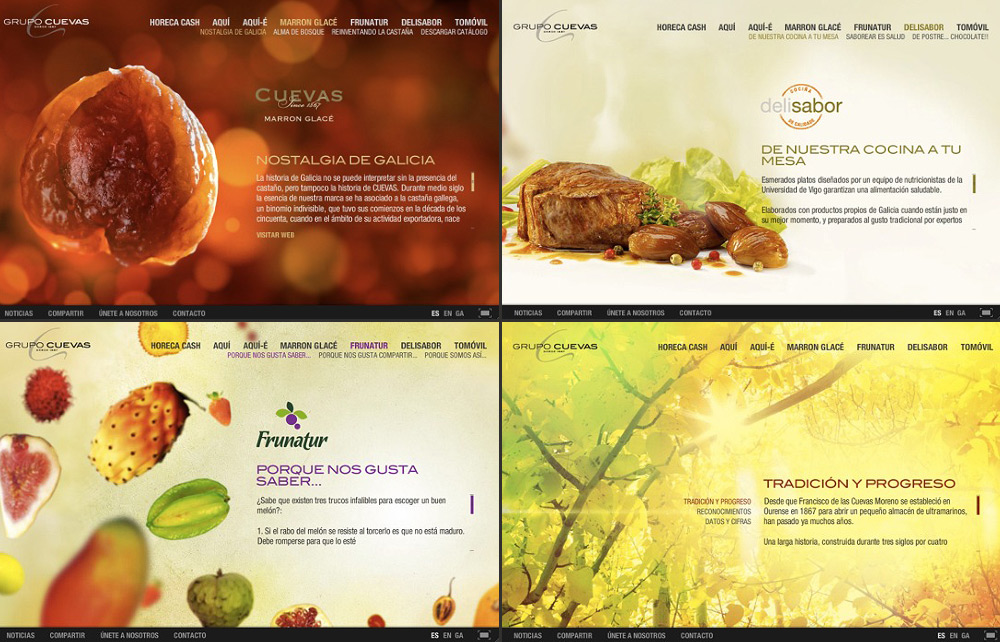 GRUPO CUEVAS
SINCE 1867
HORECA CASH AQUÍ AQUÍ-É MARRON GLACÉ FRUNATUR DELISABOR TOMÓVIL
NOSTALGIA DE GALICIA ALMA DE BOSQUE REINVENTANDO LA CASTAÑA DESCARGAR CATÁLOGO
CUEVAS
Since 1867
MARRON GLACÉ
NOSTALGIA DE GALICIA
La historia de Galicia no se puede interpretar sin la presencia del
castaño, pero tampoco la historia de CUEVAS. Durante medio siglo
la esencia de nuestra marca se ha asociado a la castaña gallega,
un binomio indivisible, que tuvo sus comienzos en la década de los
cincuenta, cuando en el ámbito de su actividad exportadora, nace
VISITAR WEB
NOTICIAS COMPARTIR ÚNETE A NOSOTROS CONTACTO ES EN GA
GRUPO CUEVAS
SINCE 1867
HORECA CASH AQUÍ AQUÍ-É MARRON GLACÉ FRUNATUR DELISABOR TOMÓVIL
DE NUESTRA COCINA A TU MESA SABOREAR ES SALUD DE POSTRE... CHOCOLATE!!
COCINA
delisabor
DE CALIDADE
DE NUESTRA COCINA A TU
MESA
Esmerados platos diseñados por un equipo de nutricionistas de la
Universidad de Vigo garantizan una alimentación saludable.
Elaborados con productos propios de Galicia cuando están justo en
su mejor momento, y preparados al gusto tradicional por expertos
NOTICIAS COMPARTIR ÚNETE A NOSOTROS CONTACTO ES EN GA
GRUPO CUEVAS
SINCE 1867
HORECA CASH AQUÍ AQUÍ-É MARRON GLACÉ FRUNATUR DELISABOR TOMÓVIL
PORQUE NOS GUSTA SABER... PORQUE NOS GUSTA COMPARTIR... PORQUE SOMOS ASÍ...
Frunatur
PORQUE NOS GUSTA
SABER...
¿Sabe que existen tres trucos infalibles para escoger un buen
melón?:
1. Si el rabo del melón se resiste al torcerlo es que no está maduro.
Debe romperse para que lo esté
NOTICIAS COMPARTIR ÚNETE A NOSOTROS CONTACTO ES EN GA
GRUPO CUEVAS
SINCE 1867
HORECA CASH AQUÍ AQUÍ-É MARRON GLACÉ FRUNATUR DELISABOR TOMÓVIL
TRADICIÓN Y PROGRESO
RECONOCIMIENTOS
DATOS Y CIFRAS
TRADICIÓN Y PROGRESO
Desde que Francisco de las Cuevas Moreno se estableció en
Ourense en 1867 para abrir un pequeño almacén de ultramarinos,
han pasado ya muchos años.
Una larga historia, construida durante tres siglos por cuatro
NOTICIAS COMPARTIR ÚNETE A NOSOTROS CONTACTO ES EN GA